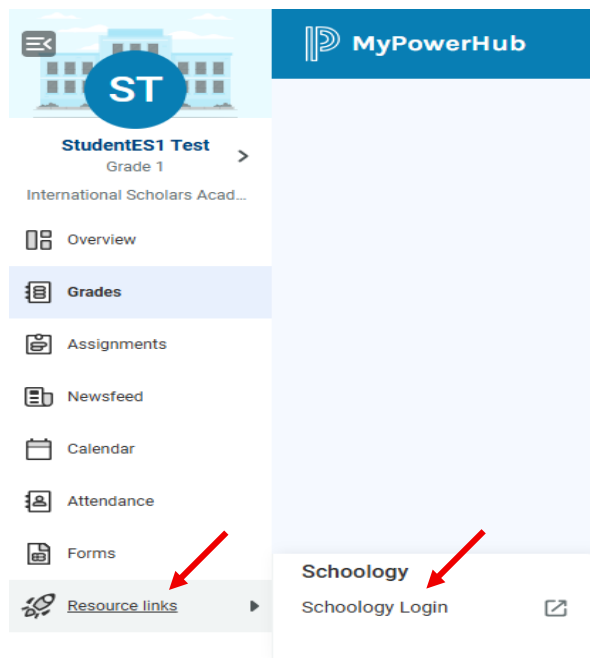 MyPowerHub
ST
StudentES1 Test
Grade 1
International Scholars Acad...
Overview
Grades
Assignments
Newsfeed
Calendar
Attendance
Forms
Resource links
Schoology
Schoology Login